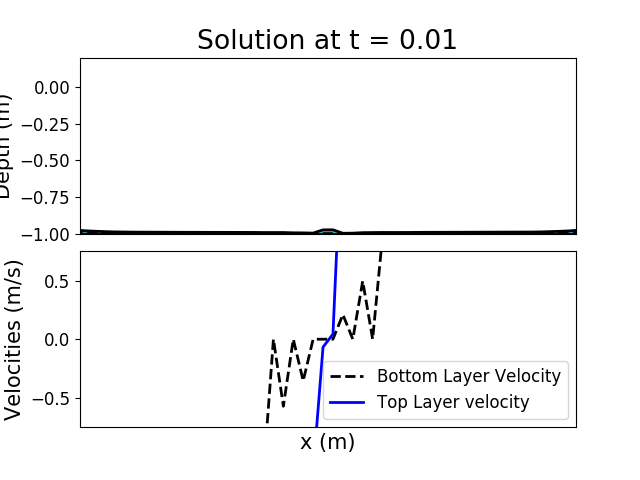 Solution at t = 0.01
Depth (m)
0.00
−0.25
−0.50
−0.75
−1.00
Velocities (m/s)
0.5
0.0
−0.5
Bottom Layer Velocity
Top Layer velocity
x (m)